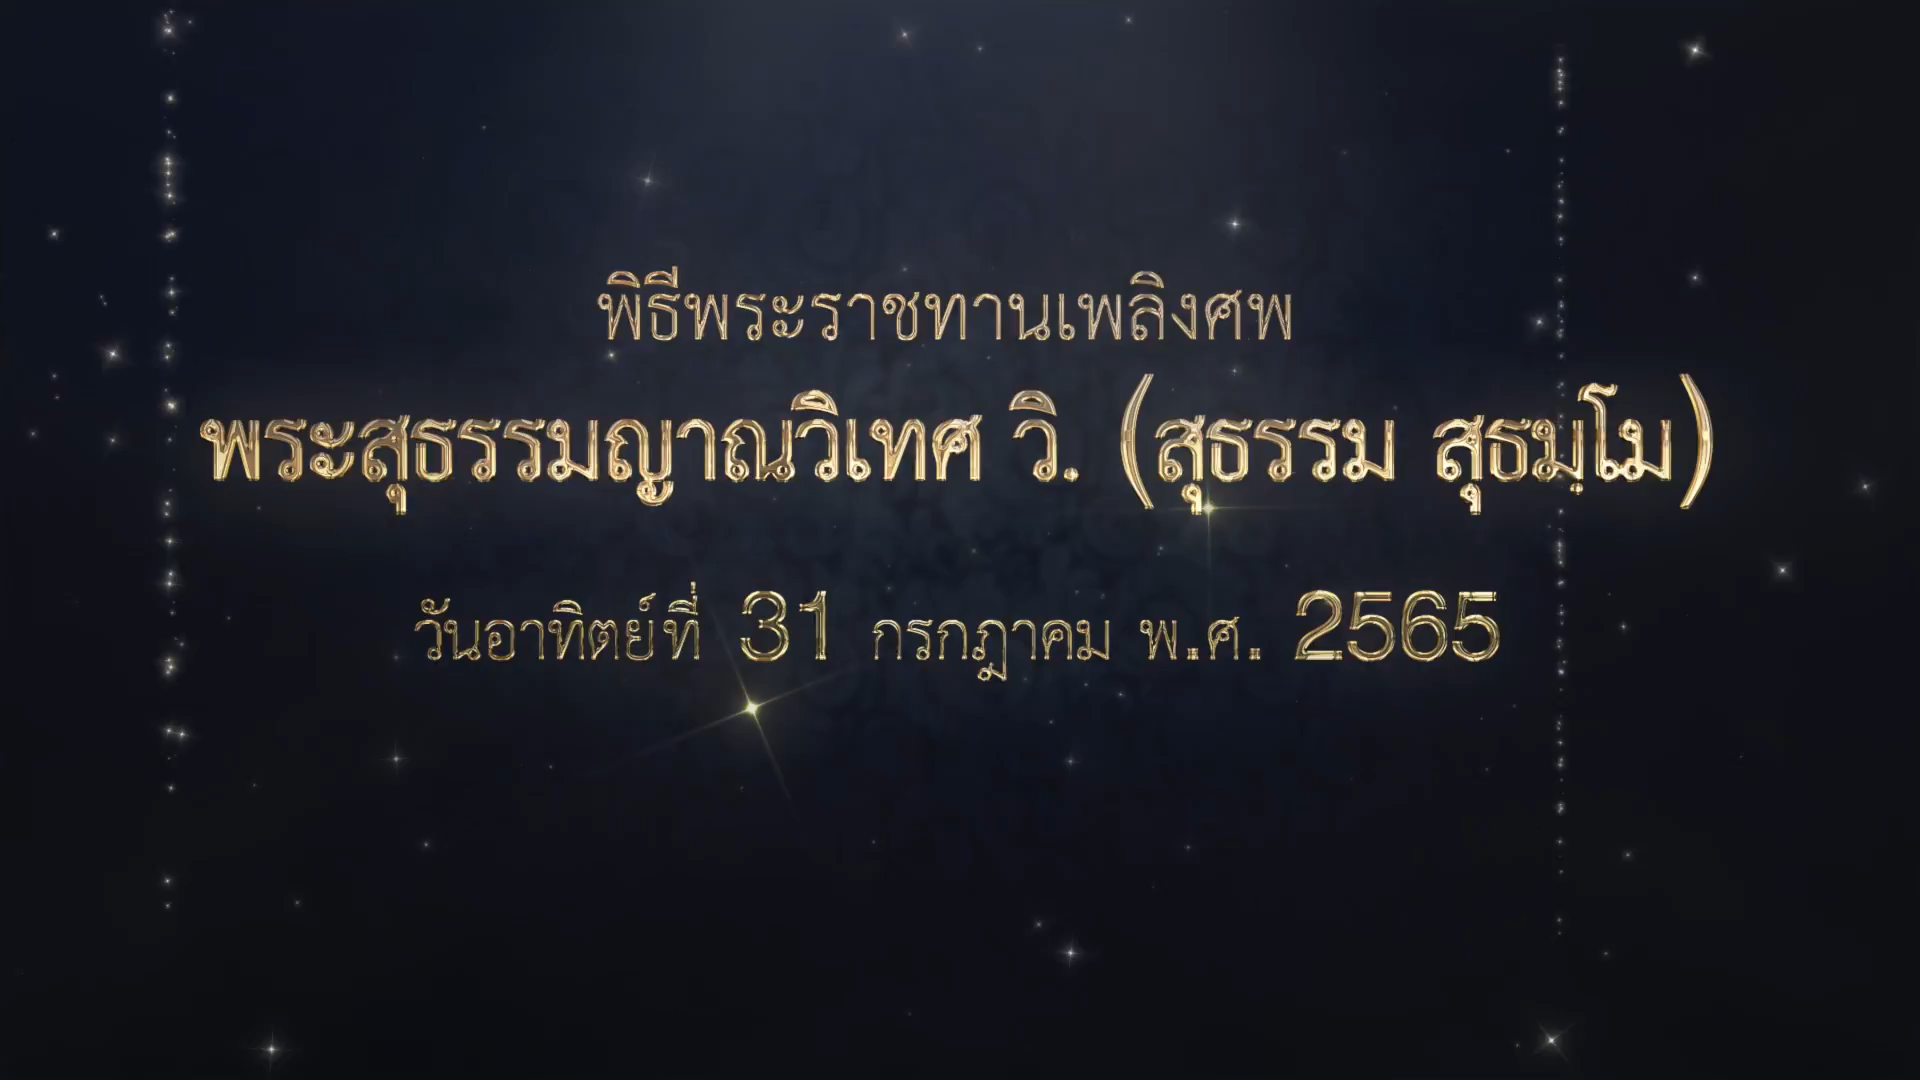 พิธีพระราชทานเพลิงศพ
พระสุธรรมญาณวิเทศ วิ. (สุธรรม สุธมฺโม)
วันอาทิตย์ที่ 31 กรกฎาคม พ.ศ. 2565